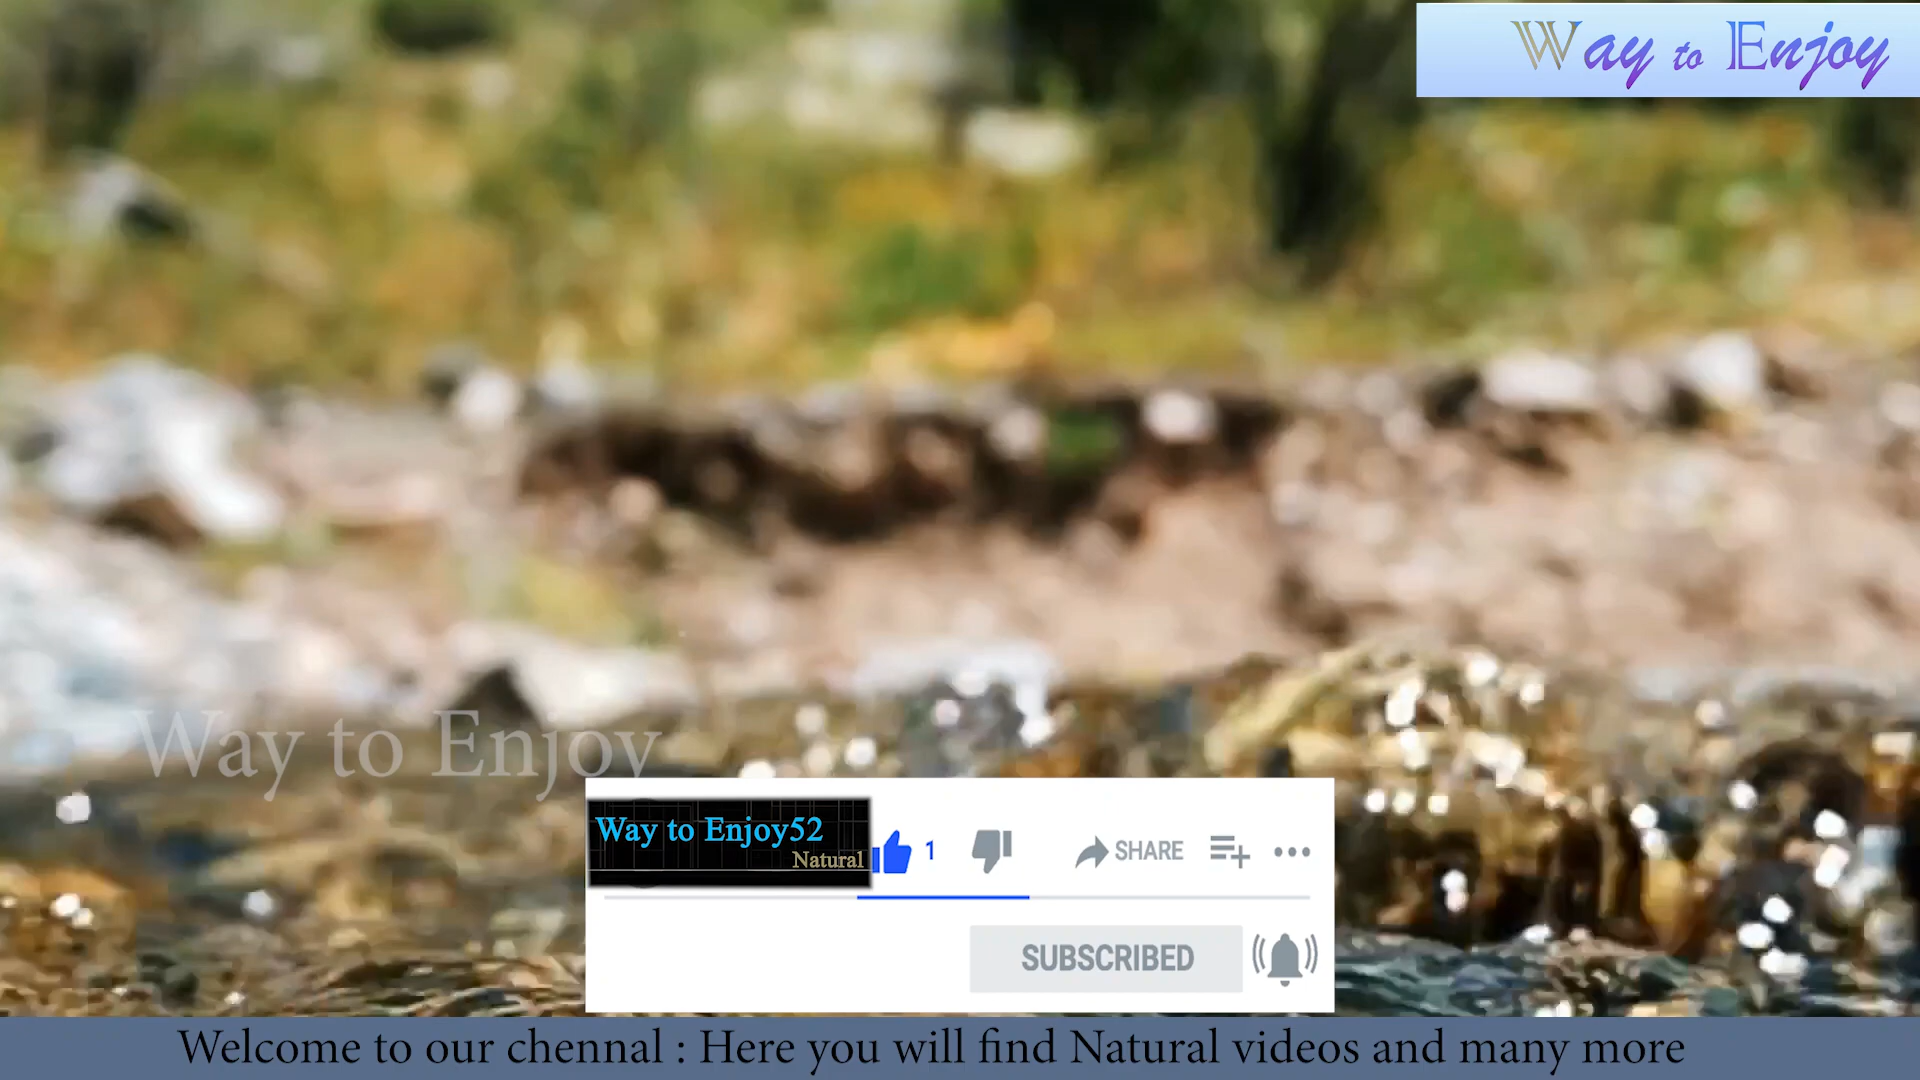 Way to Enjoy
Way to Enjoy
Way to Enjoy52
Natural
1
SHARE
SUBSCRIBED
Welcome to our chennal : Here you will find Natural videos and many more